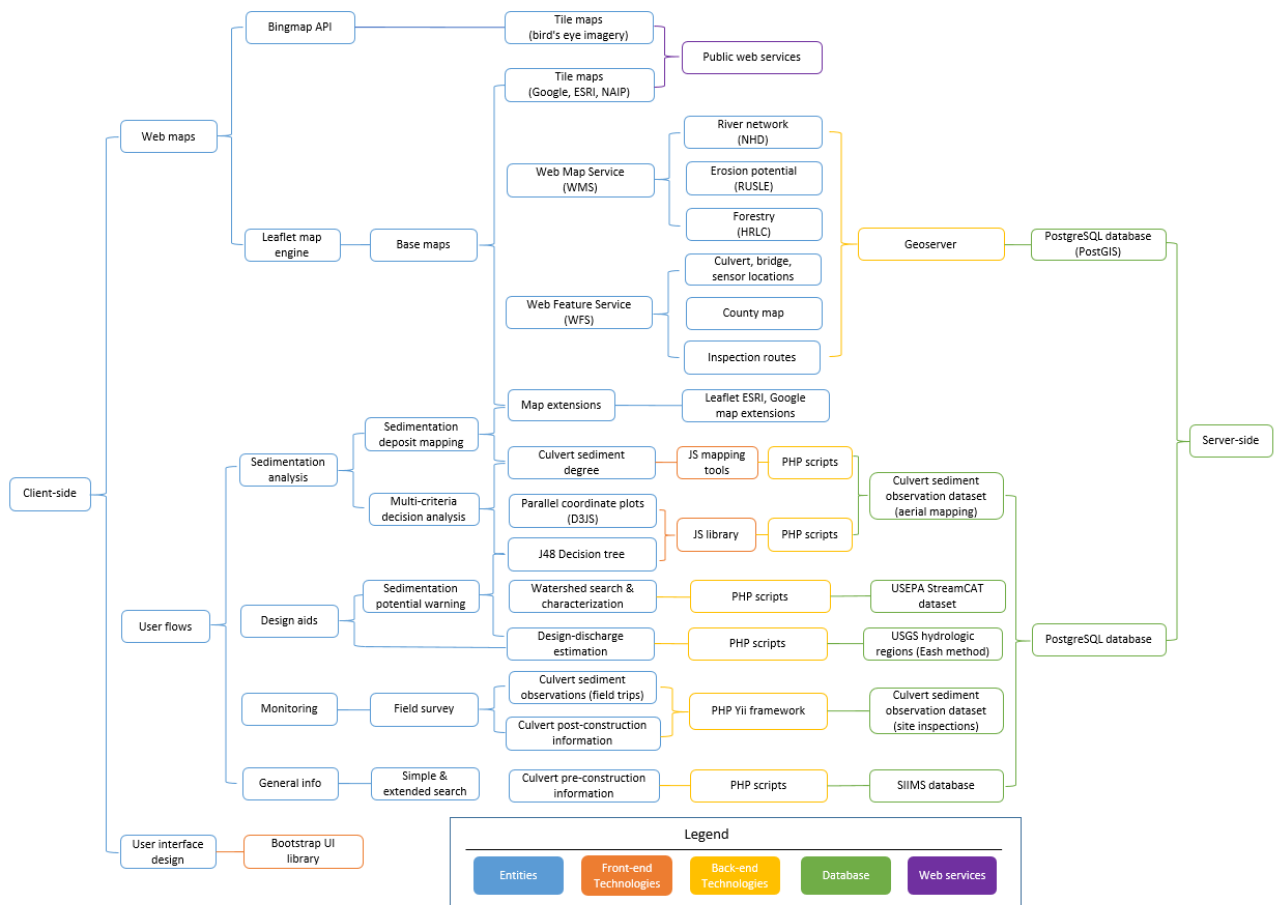 Bingmap API
Tile maps
(bird's eye imagery)
Public web services
Tile maps
(Google, ESRI, NAIP)
Web maps
River network
(NHD)
Web Map Service
(WMS)
Erosion potential
(RUSLE)
Forestry
(HRLC)
Leaflet map
engine
Base maps
Geoserver
PostgreSQL database
(PostGIS)
Culvert, bridge,
sensor locations
Web Feature Service
(WFS)
County map
Inspection routes
Map extensions
Leaflet ESRI, Google
map extensions
Sedimentation
deposit mapping
Server-side
Sedimentation
analysis
Culvert sediment
degree
JS mapping
tools
PHP scripts
Client-side
Multi-criteria
decision analysis
Culvert sediment
observation dataset
(aerial mapping)
Parallel coordinate plots
(D3JS)
JS library
PHP scripts
J48 Decision tree
Sedimentation
potential warning
Watershed search &
characterization
PHP scripts
USEPA StreamCAT
dataset
User flows
Design aids
Design-discharge
estimation
PHP scripts
USGS hydrologic
regions (Eash method)
PostgreSQL database
Culvert sediment
observations (field trips)
Monitoring
Field survey
PHP Yii framework
Culvert sediment
observation dataset
(site inspections)
Culvert post-construction
information
General info
Simple &
extended search
Culvert pre-construction
information
PHP scripts
SIIMS database
User interface
design
Bootstrap UI
library
Legend
Entities
Front-end
Technologies
Back-end
Technologies
Database
Web services